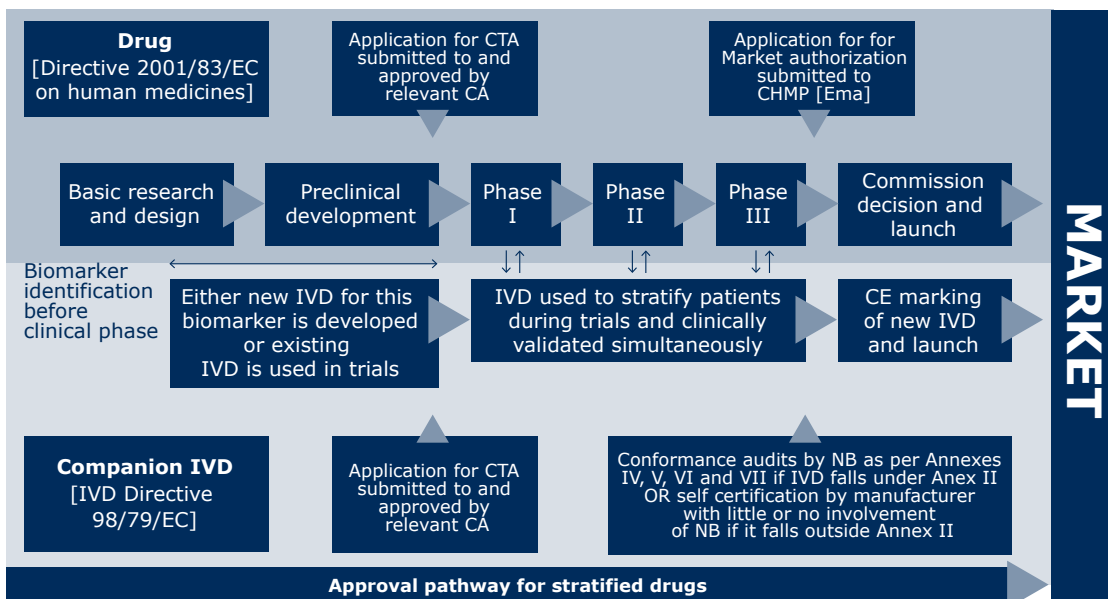 Drug
[Directive 2001/83/EC
on human medicines]
Application for CTA
submitted to and
approved by
relevant CA
Application for for
Market authorization
submitted to
CHMP [Ema]
Basic research
and design
Preclinical
development
Phase
I
Phase
II
Phase
III
Commission
decision and
launch
MARKET
Biomarker
identification
before
clinical phase
Either new IVD for this
biomarker is developed
or existing
IVD is used in trials
IVD used to stratify patients
during trials and clinically
validated simultaneously
CE marking
of new IVD
and launch
Companion IVD
[IVD Directive
98/79/EC]
Application for CTA
submitted to and
approved by
relevant CA
Conformance audits by NB as per Annexes
IV, V, VI and VII if IVD falls under Anex II
OR self certification by manufacturer
with little or no involvement
of NB if it falls outside Annex II
Approval pathway for stratified drugs